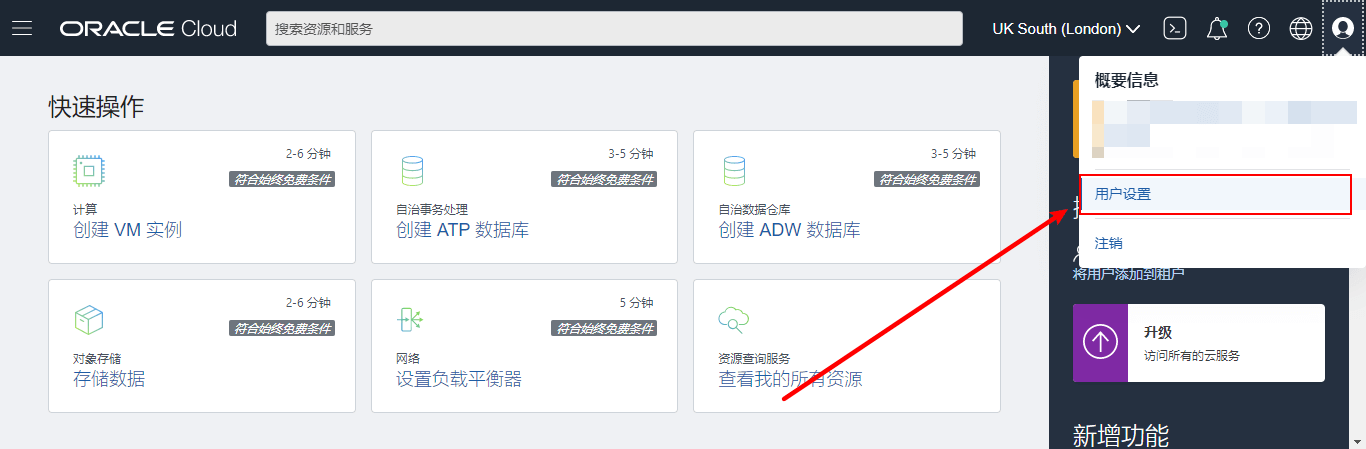 ORACLE Cloud
搜索资源和服务
UK South (London)
快速操作
2-6 分钟
符合始终免费条件
计算
创建 VM 实例
3-5 分钟
符合始终免费条件
自治事务处理
创建 ATP 数据库
3-5 分钟
符合始终免费条件
自治数据仓库
创建 ADW 数据库
2-6 分钟
符合始终免费条件
对象存储
存储数据
5 分钟
符合始终免费条件
网络
设置负载平衡器
资源查询服务
查看我的所有资源
概要信息
用户设置
注销
将用户添加到租户
升级
访问所有的云服务
新增功能